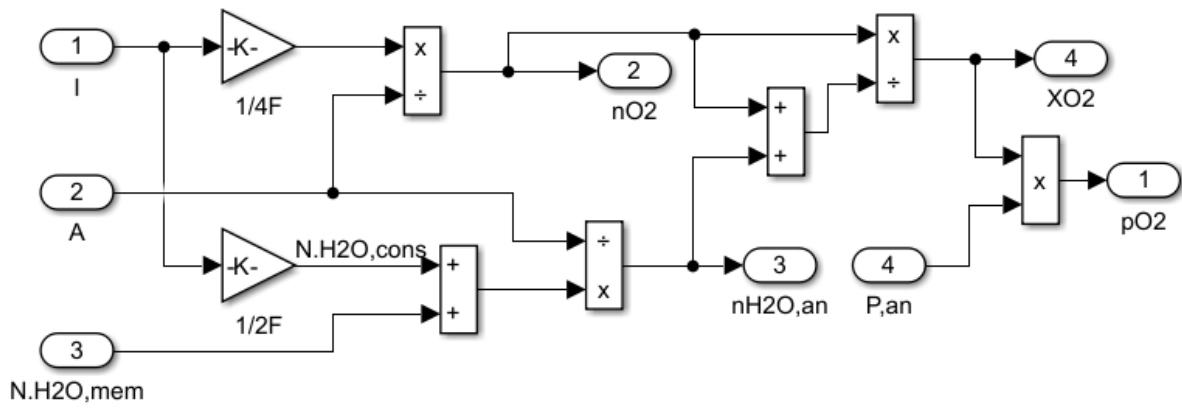 1
I
-K-
1/4F
x
÷
2
nO2
x
÷
4
XO2
+
+
2
A
x
1
pO2
-K-
1/2F
N.H2O,cons
+
+
÷
x
3
nH2O,an
4
P,an
3
N.H2O,mem